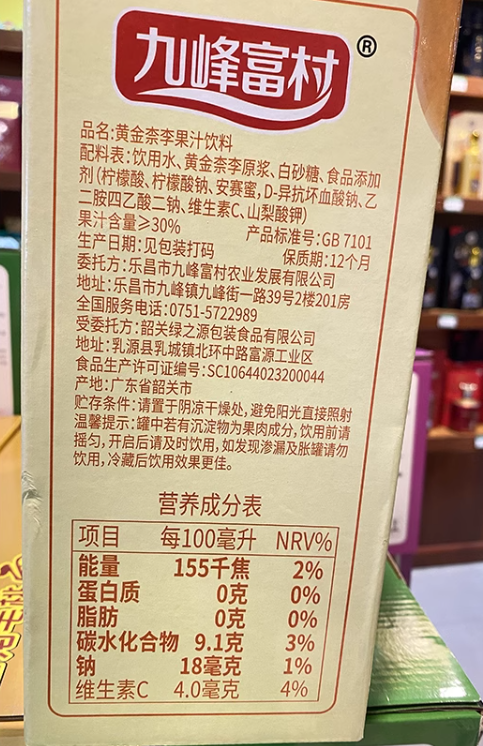 九峰富村®
品名:黄金柰李果汁饮料
配料表:饮用水、黄金柰李原浆、白砂糖、食品添加
剂(柠檬酸、柠檬酸钠、安赛蜜,D-异抗坏血酸钠、乙
二胺四乙酸二钠、维生素C、山梨酸钾)
果汁含量≥30% 产品标准号:GB 7101
生产日期:见包装打码 保质期:12个月
委托方:乐昌市九峰富村农业发展有限公司
地址:乐昌市九峰镇九峰街一路39号2楼201房
全国服务电话:0751-5722989
受委托方:韶关绿之源包装食品有限公司
地址:乳源县乳城镇北环中路富源工业区
食品生产许可证编号:SC10644023200044
产地:广东省韶关市
贮存条件:请置于阴凉干燥处,避免阳光直接照射
温馨提示:罐中若有沉淀物为果肉成分,饮用前请
摇匀,开启后请及时饮用,如发现渗漏及胀罐请勿
饮用,冷藏后饮用效果更佳。
营养成分表
项目 每100毫升 NRV%
能量 155千焦 2%
蛋白质 0克 0%
脂肪 0克 0%
碳水化合物 9.1克 3%
钠 18毫克 1%
维生素C 4.0毫克 4%